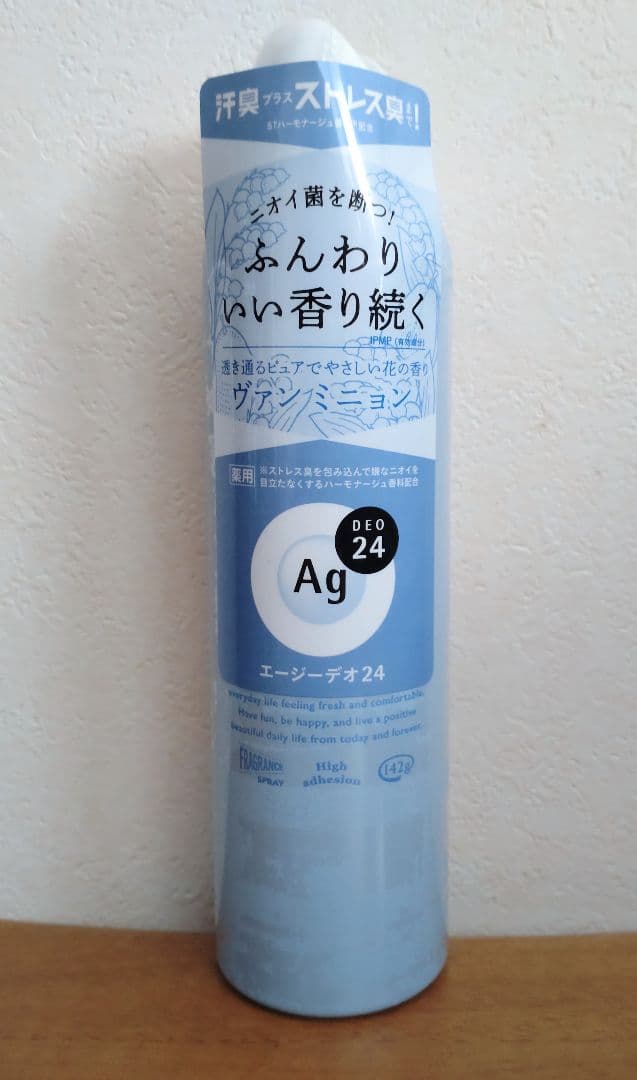 汗臭プラスストレス臭まで!
STハーモナージュ香料配合
ニオイ菌を断つ!
ふんわり
いい香り続く
IPMP (有効成分)
透き通るピュアでやさしい花の香り
ヴァンミニョン
薬用
※ストレス臭を包み込んで嫌なニオイを
目立たなくするハーモナージュ香料配合
DEO
24
Ag
エージーデオ24
everyday life feeling fresh and comfortable.
Have fun, be happy, and live a positive
beautiful daily life from today and forever.
FRAGRANCE
SPRAY
High
adhesion
142g